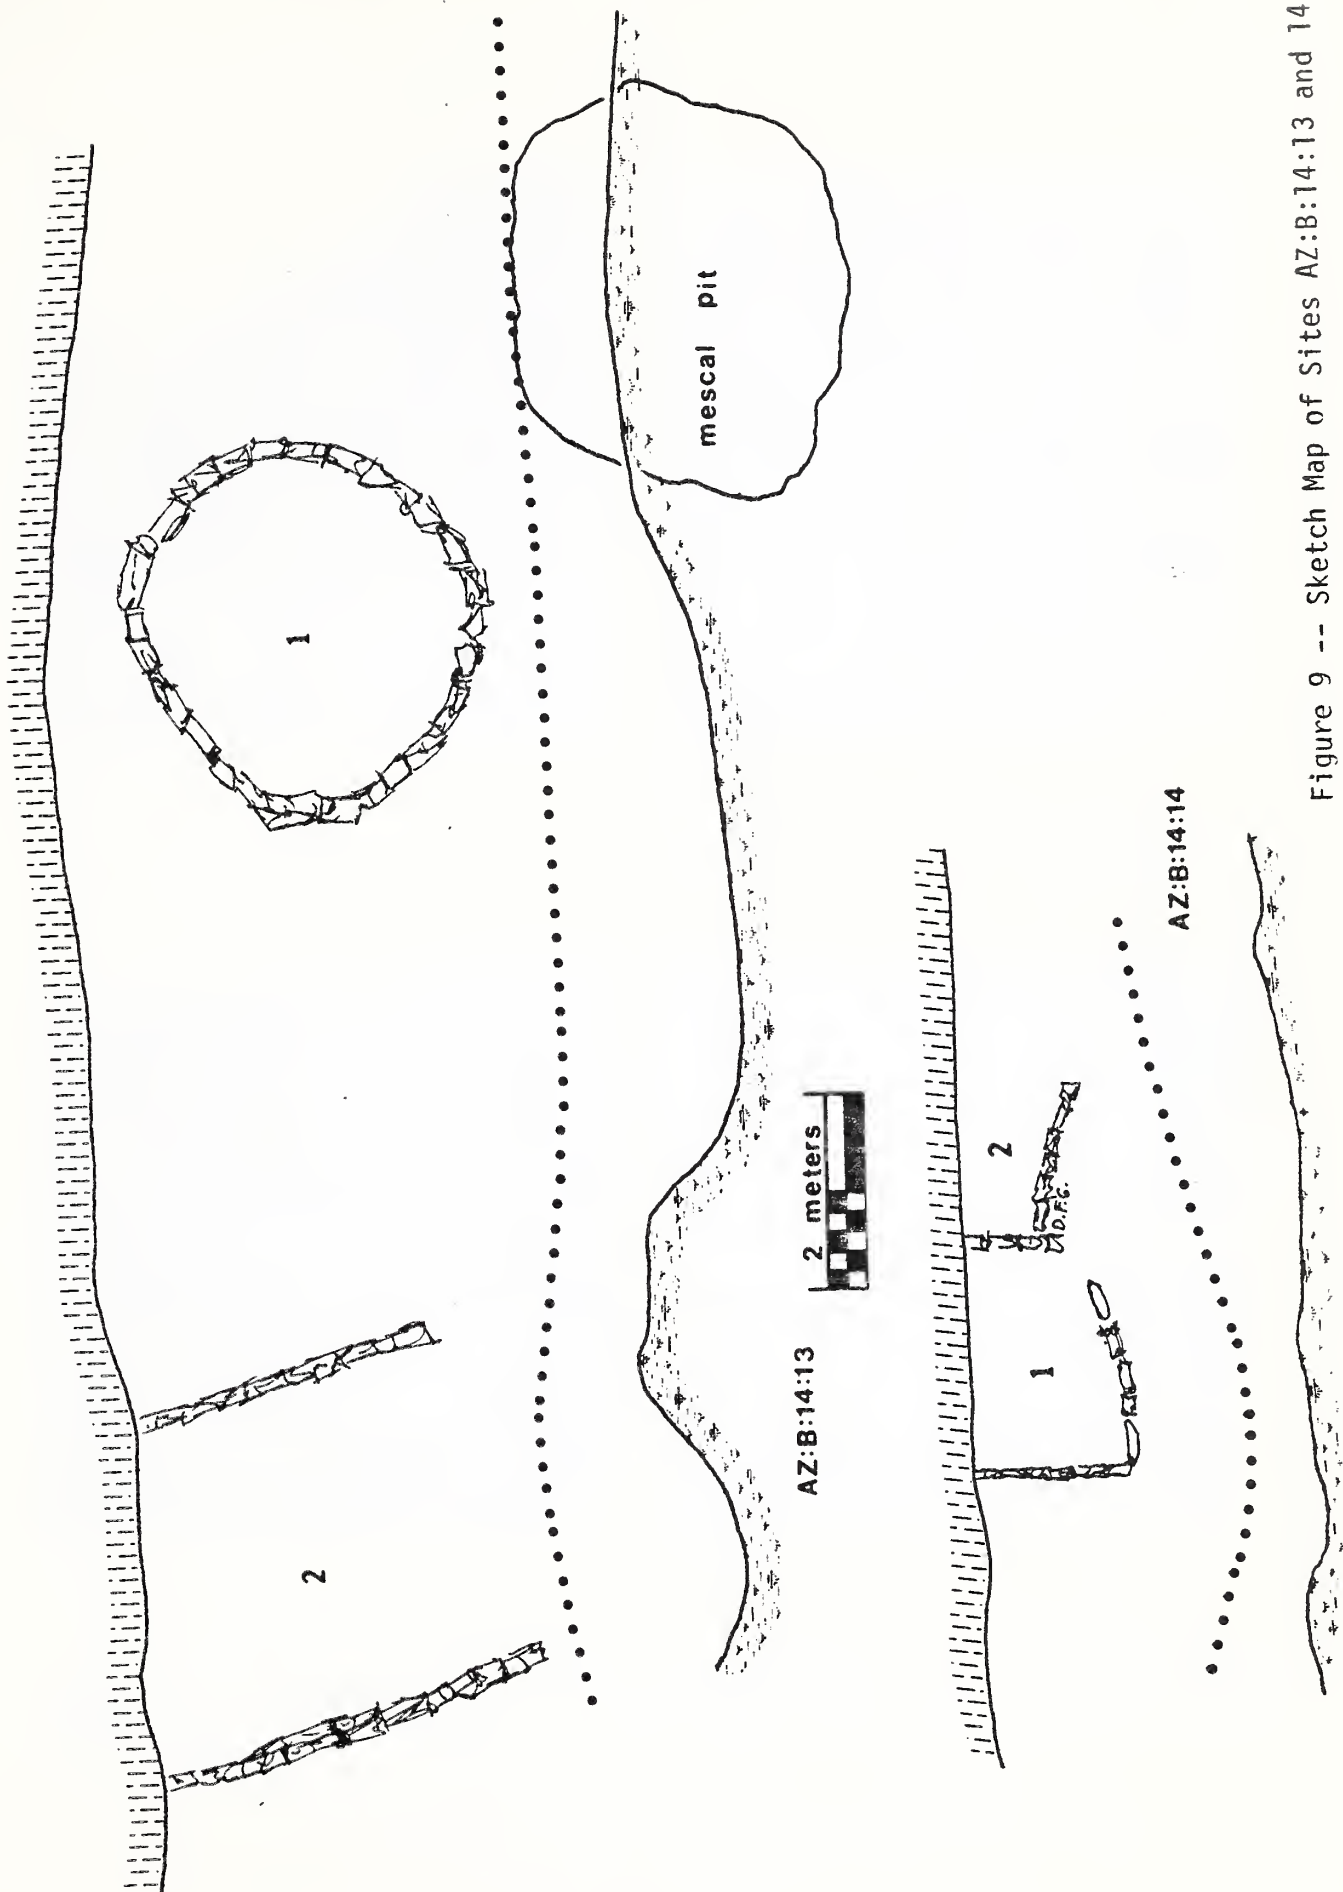 1
2
mescal pit
2 meters
AZ:B:14:13
1
2
D.F.G.
AZ:B:14:14
Figure 9 -- Sketch Map of Sites AZ:B:14:13 and 14